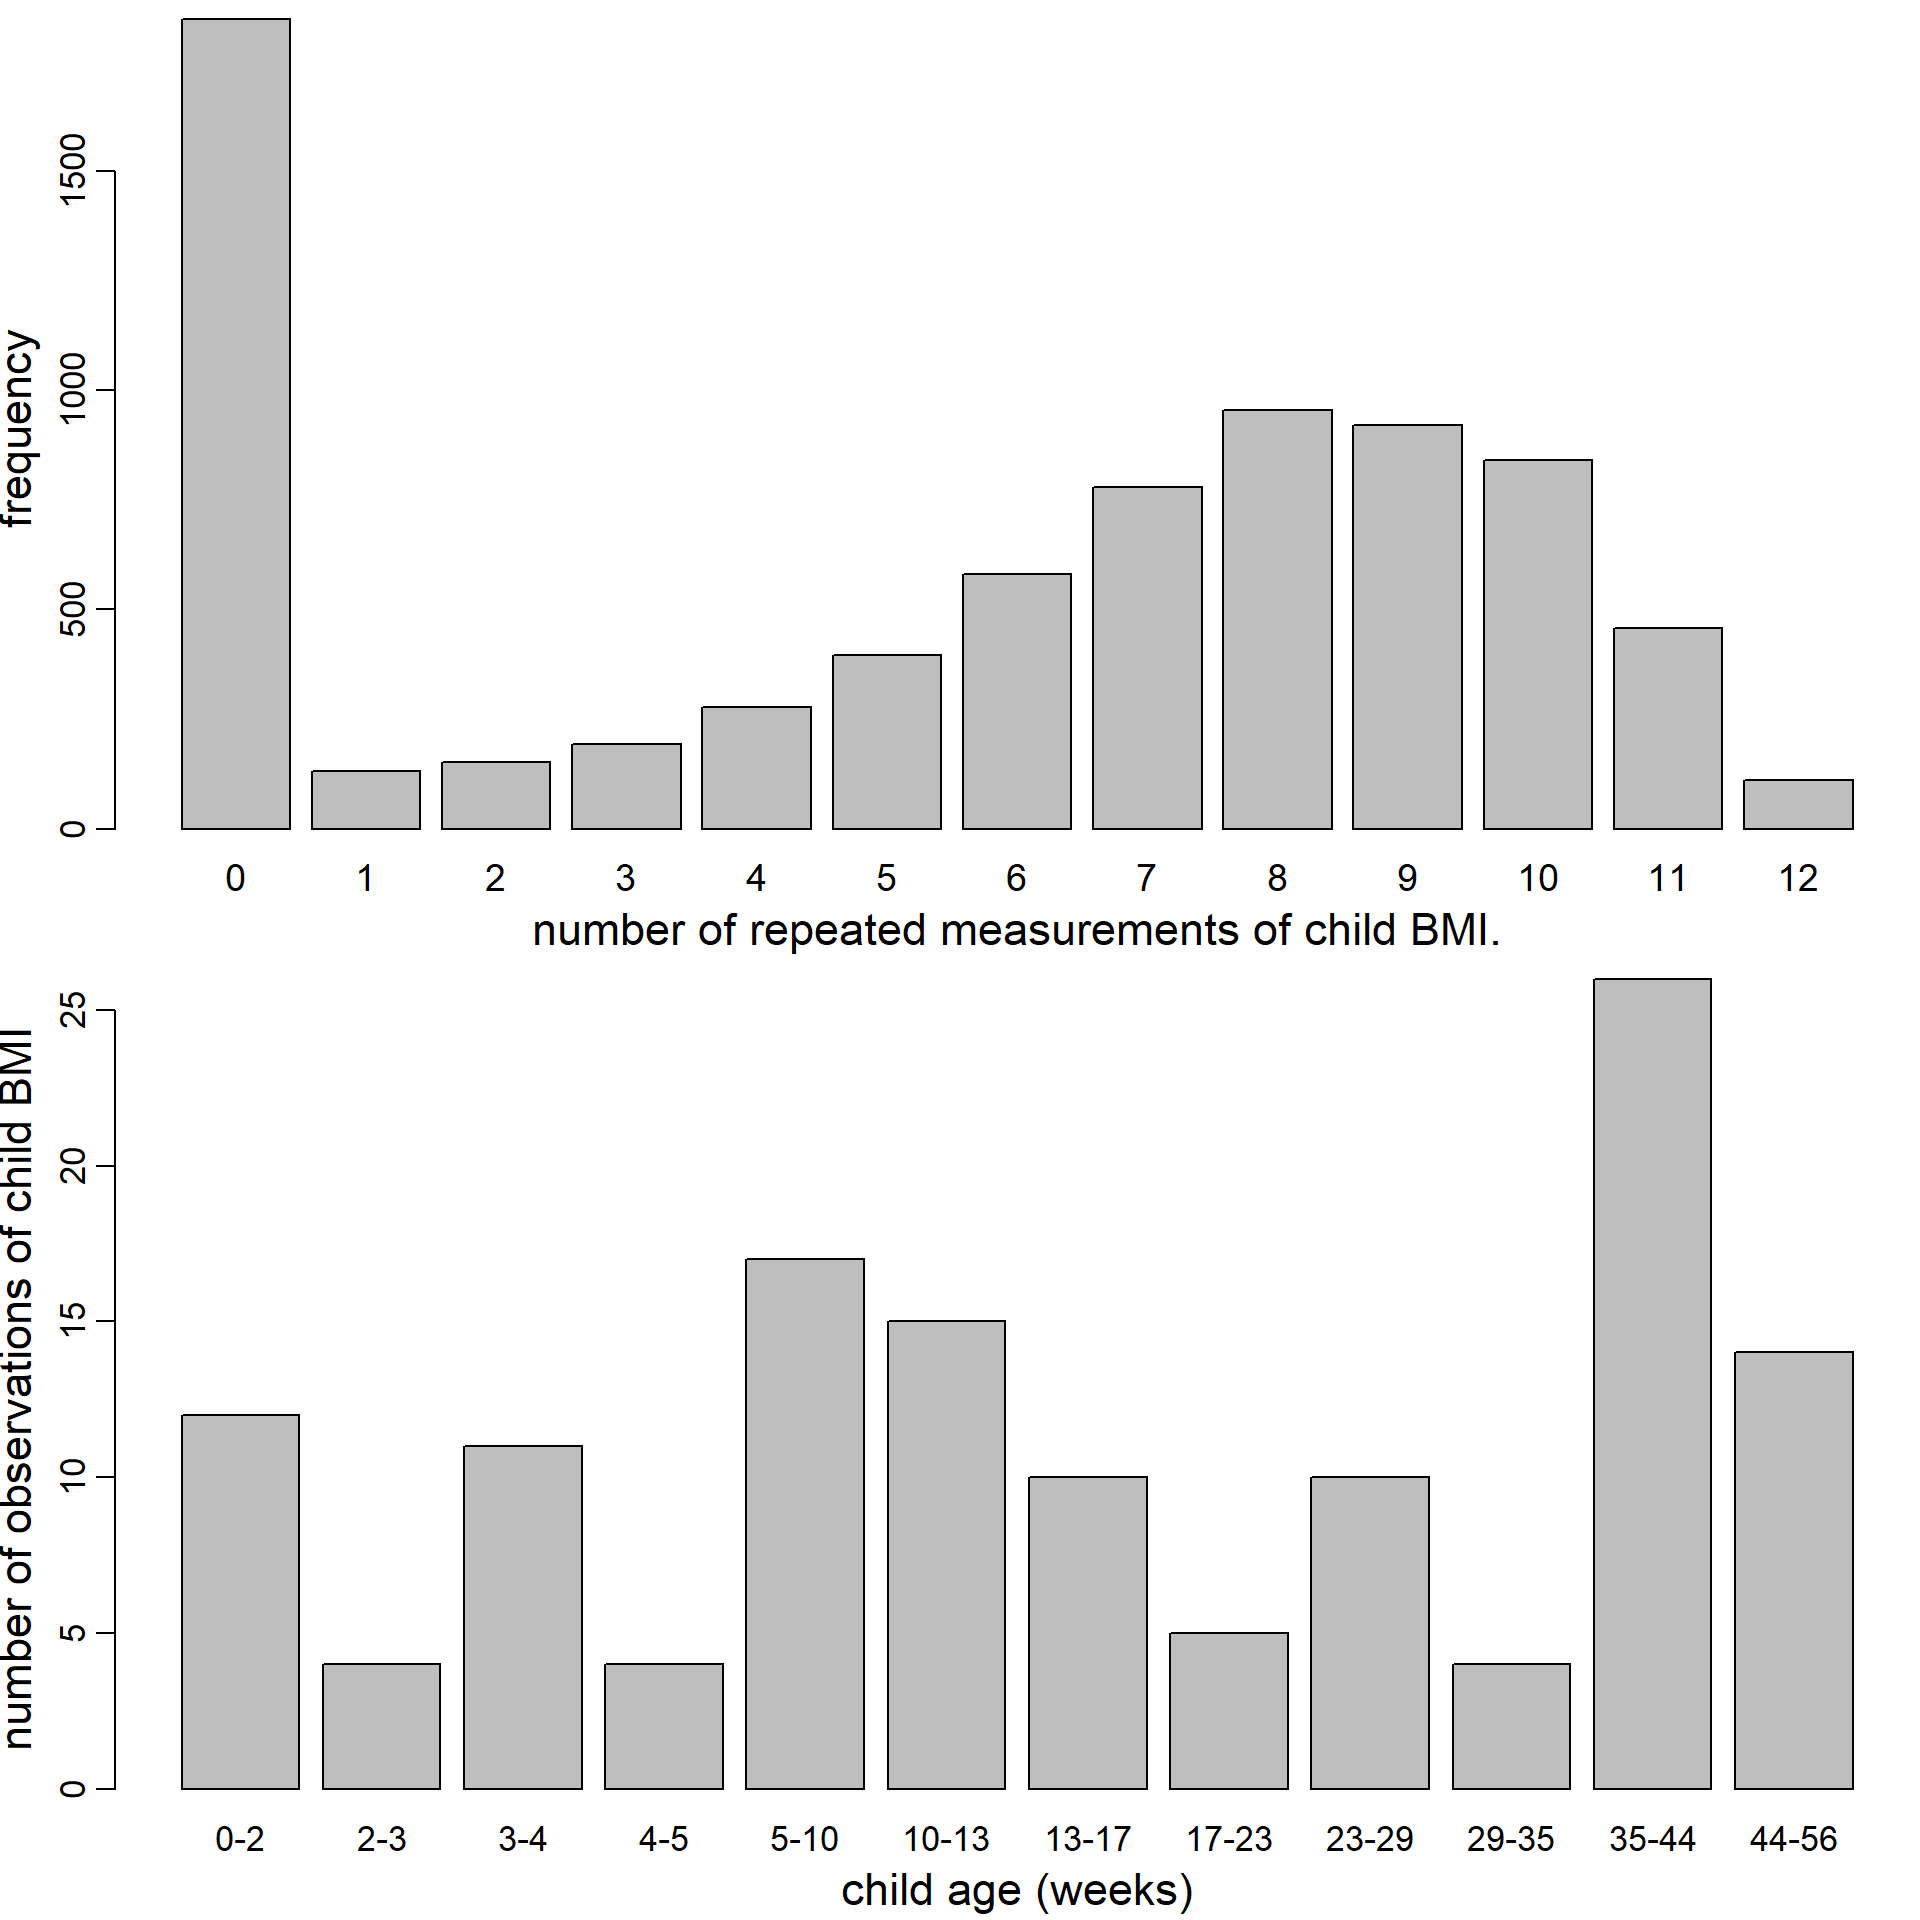 frequency
1500
1000
500
0
0 1 2 3 4 5 6 7 8 9 10 11 12
number of repeated measurements of child BMI.
number of observations of child BMI
25
20
15
10
5
0
0-2 2-3 3-4 4-5 5-10 10-13 13-17 17-23 23-29 29-35 35-44 44-56
child age (weeks)